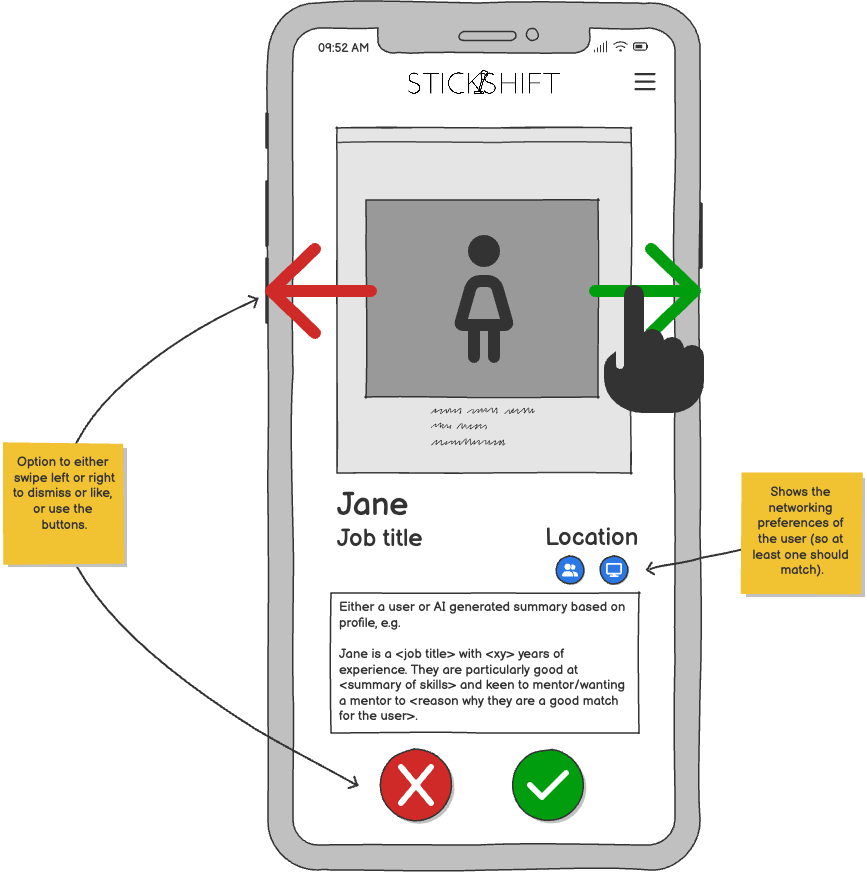 09:52 AM
STICKSHIFT
Option to either
swipe left or right
to dismiss or like,
or use the
buttons.
Jane
Job title
Location
Shows the
networking
preferences of
the user (so at
least one should
match).
Either a user or AI generated summary based on
profile, e.g.
Jane is a <job title> with <xy> years of
experience. They are particularly good at
<summary of skills> and keen to mentor/wanting
a mentor to <reason why they are a good match
for the user>.